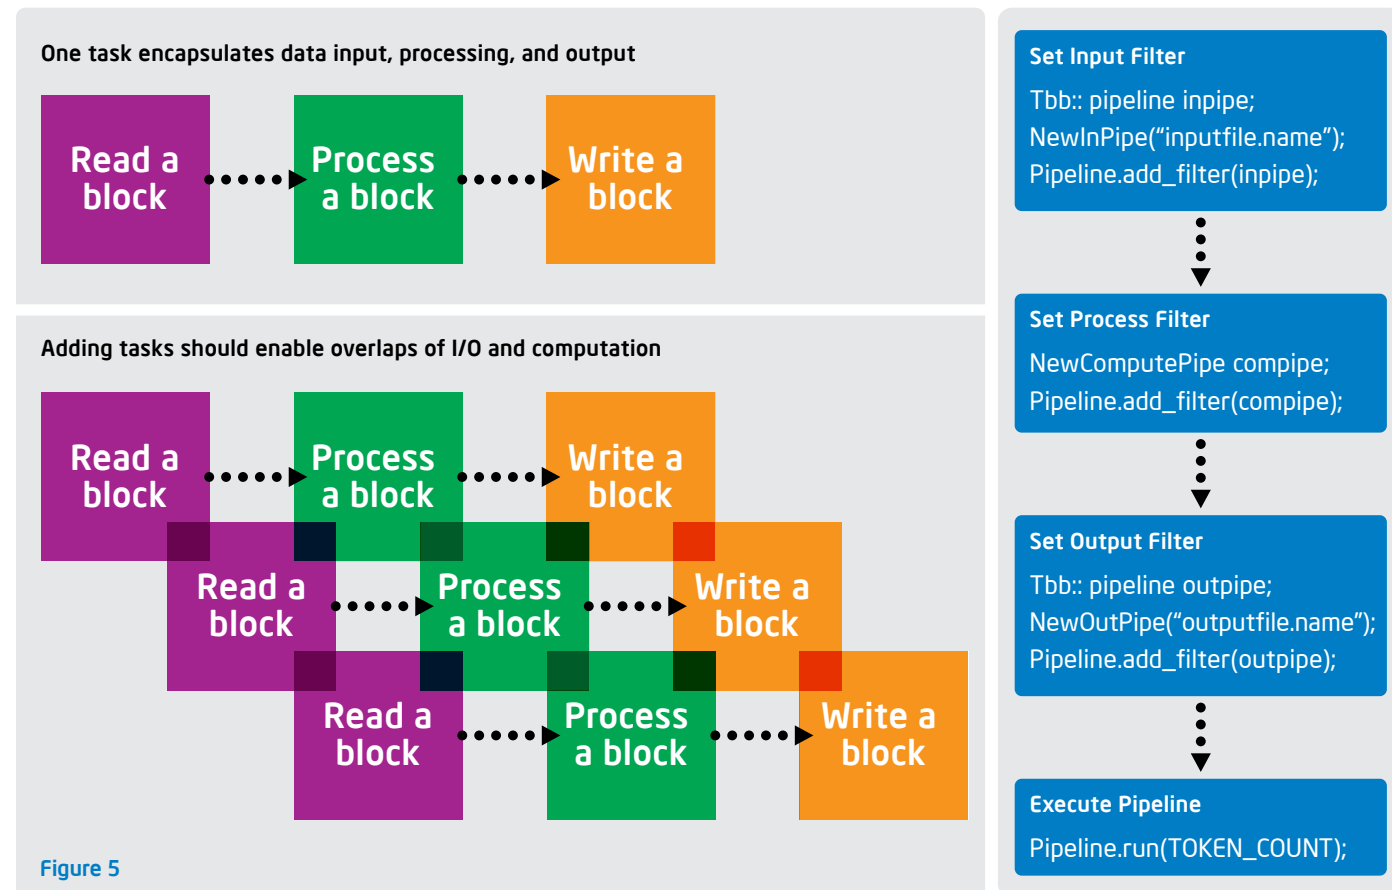 One task encapsulates data input, processing, and output
Read a
block
Process
a block
Write a
block
Adding tasks should enable overlaps of I/O and computation
Read a
block
Process
a block
Write a
block
Read a
block
Process
a block
Write a
block
Read a
block
Process
a block
Write a
block
Figure 5
Set Input Filter
Tbb:: pipeline inpipe;
NewInPipe(“inputfile.name”);
Pipeline.add_filter(inpipe);
Set Process Filter
NewComputePipe compipe;
Pipeline.add_filter(compipe);
Set Output Filter
Tbb:: pipeline outpipe;
NewOutPipe(“outputfile.name”);
Pipeline.add_filter(outpipe);
Execute Pipeline
Pipeline.run(TOKEN_COUNT);